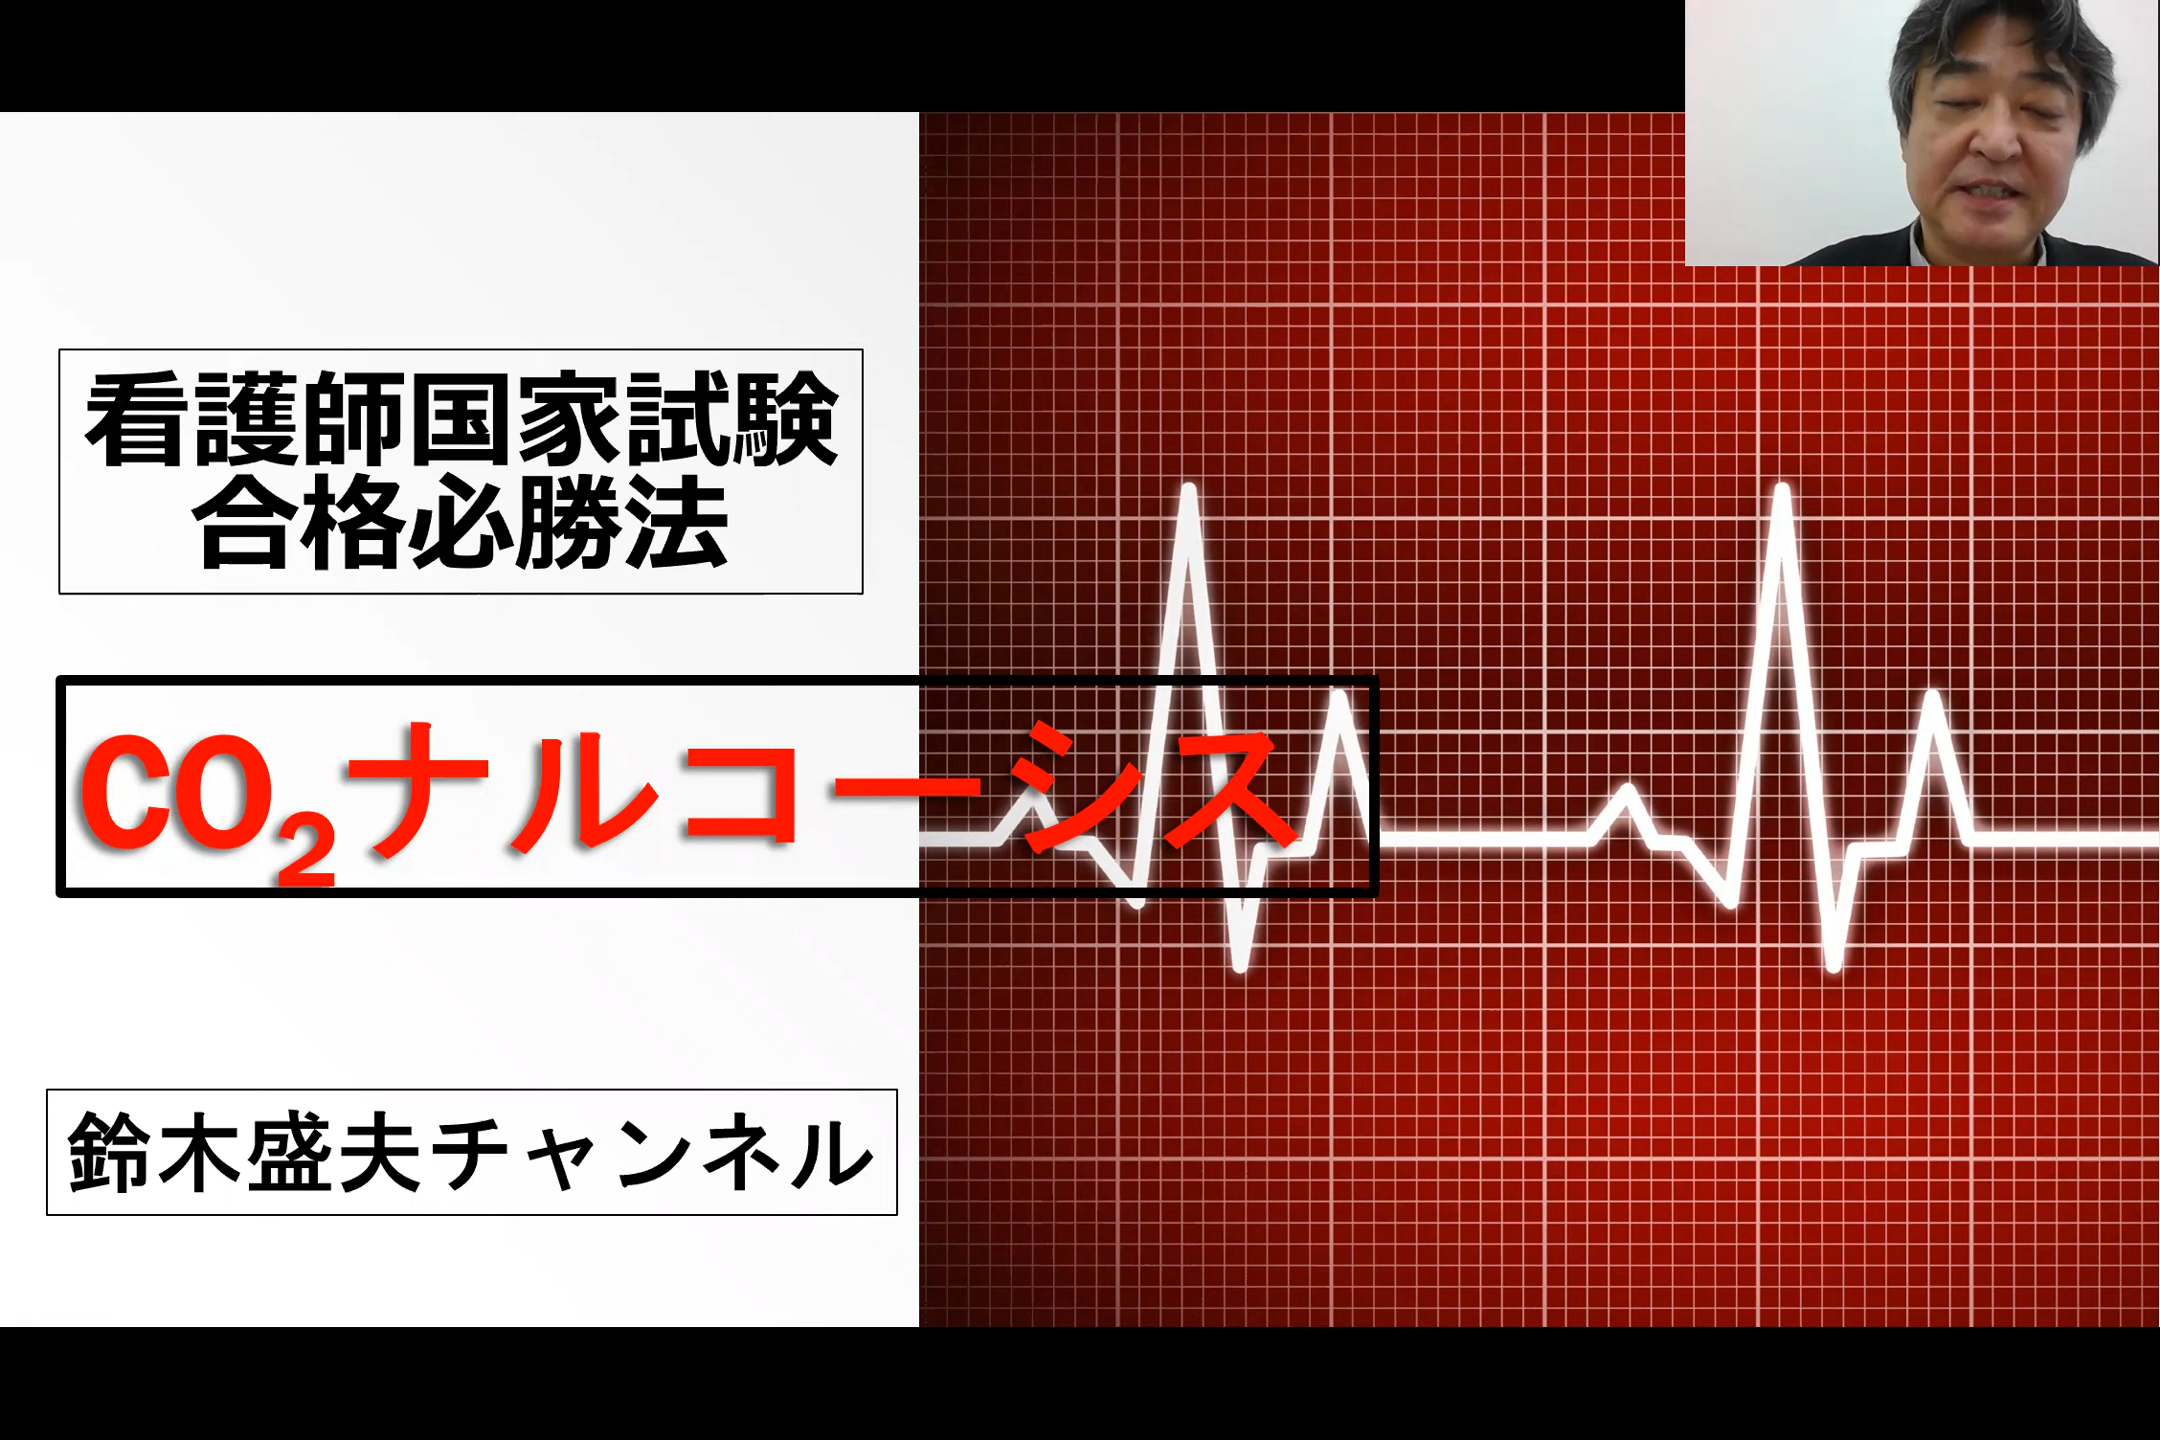 看護師国家試験
合格必勝法
CO₂ナルコーシス
鈴木盛夫チャンネル